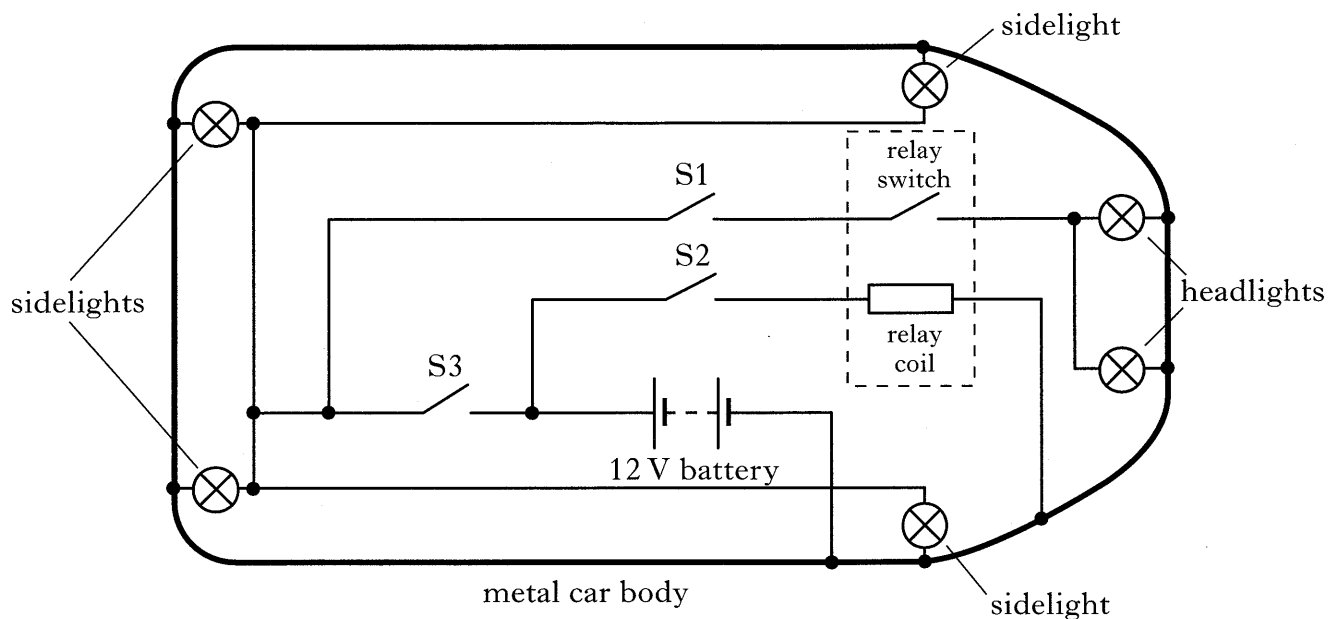 sidelight
relay
switch
S1
S2
sidelights
headlights
relay
coil
S3
12 V battery
metal car body
sidelight